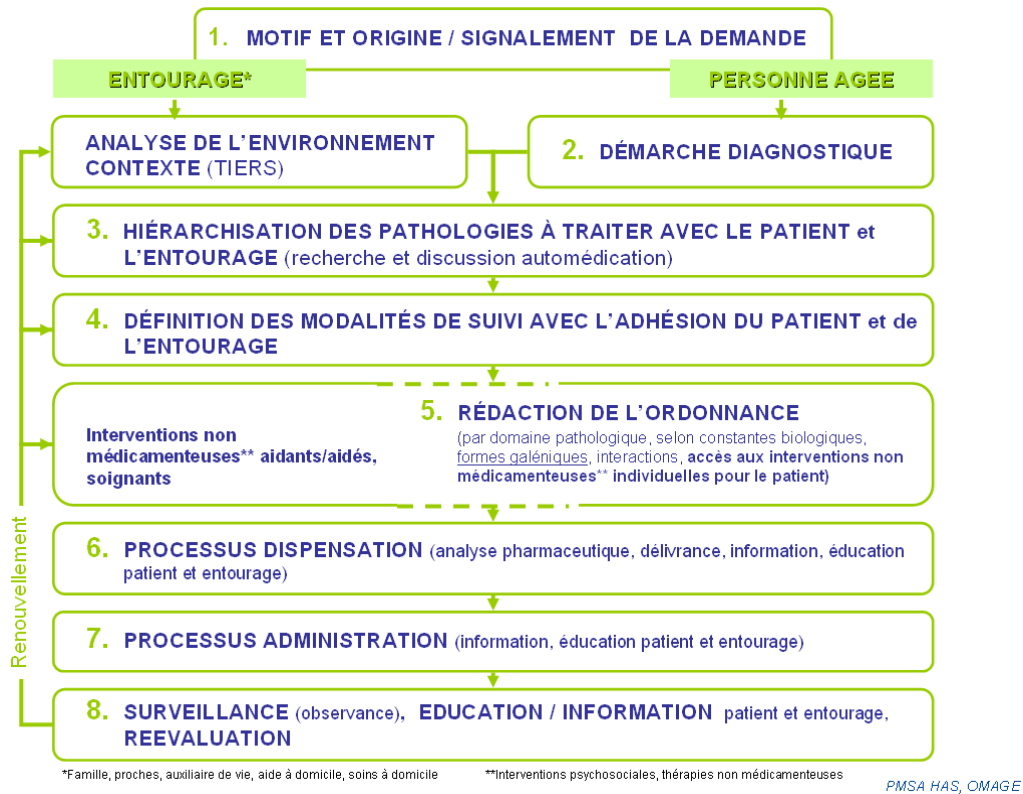 1. MOTIF ET ORIGINE / SIGNALEMENT DE LA DEMANDE
ENTOURAGE*
PERSONNE AGEE
ANALYSE DE L'ENVIRONNEMENT
CONTEXTE (TIERS)
2. DÉMARCHE DIAGNOSTIQUE
3. HIÉRARCHISATION DES PATHOLOGIES À TRAITER AVEC LE PATIENT et
L'ENTOURAGE (recherche et discussion automédication)
4. DÉFINITION DES MODALITÉS DE SUIVI AVEC L'ADHÉSION DU PATIENT et de
L'ENTOURAGE
Interventions non
médicamenteuses** aidants/aidés,
soignants
5. RÉDACTION DE L'ORDONNANCE
(par domaine pathologique, selon constantes biologiques,
formes galéniques, interactions, accès aux interventions non
médicamenteuses** individuelles pour le patient)
6. PROCESSUS DISPENSATION (analyse pharmaceutique, délivrance, information, éducation
patient et entourage)
7. PROCESSUS ADMINISTRATION (information, éducation patient et entourage)
8. SURVEILLANCE (observance), EDUCATION / INFORMATION patient et entourage,
REEVALUATION
Renouvellement
*Famille, proches, auxiliaire de vie, aide à domicile, soins à domicile
**Interventions psychosociales, thérapies non médicamenteuses
PMSA HAS, OMAGE